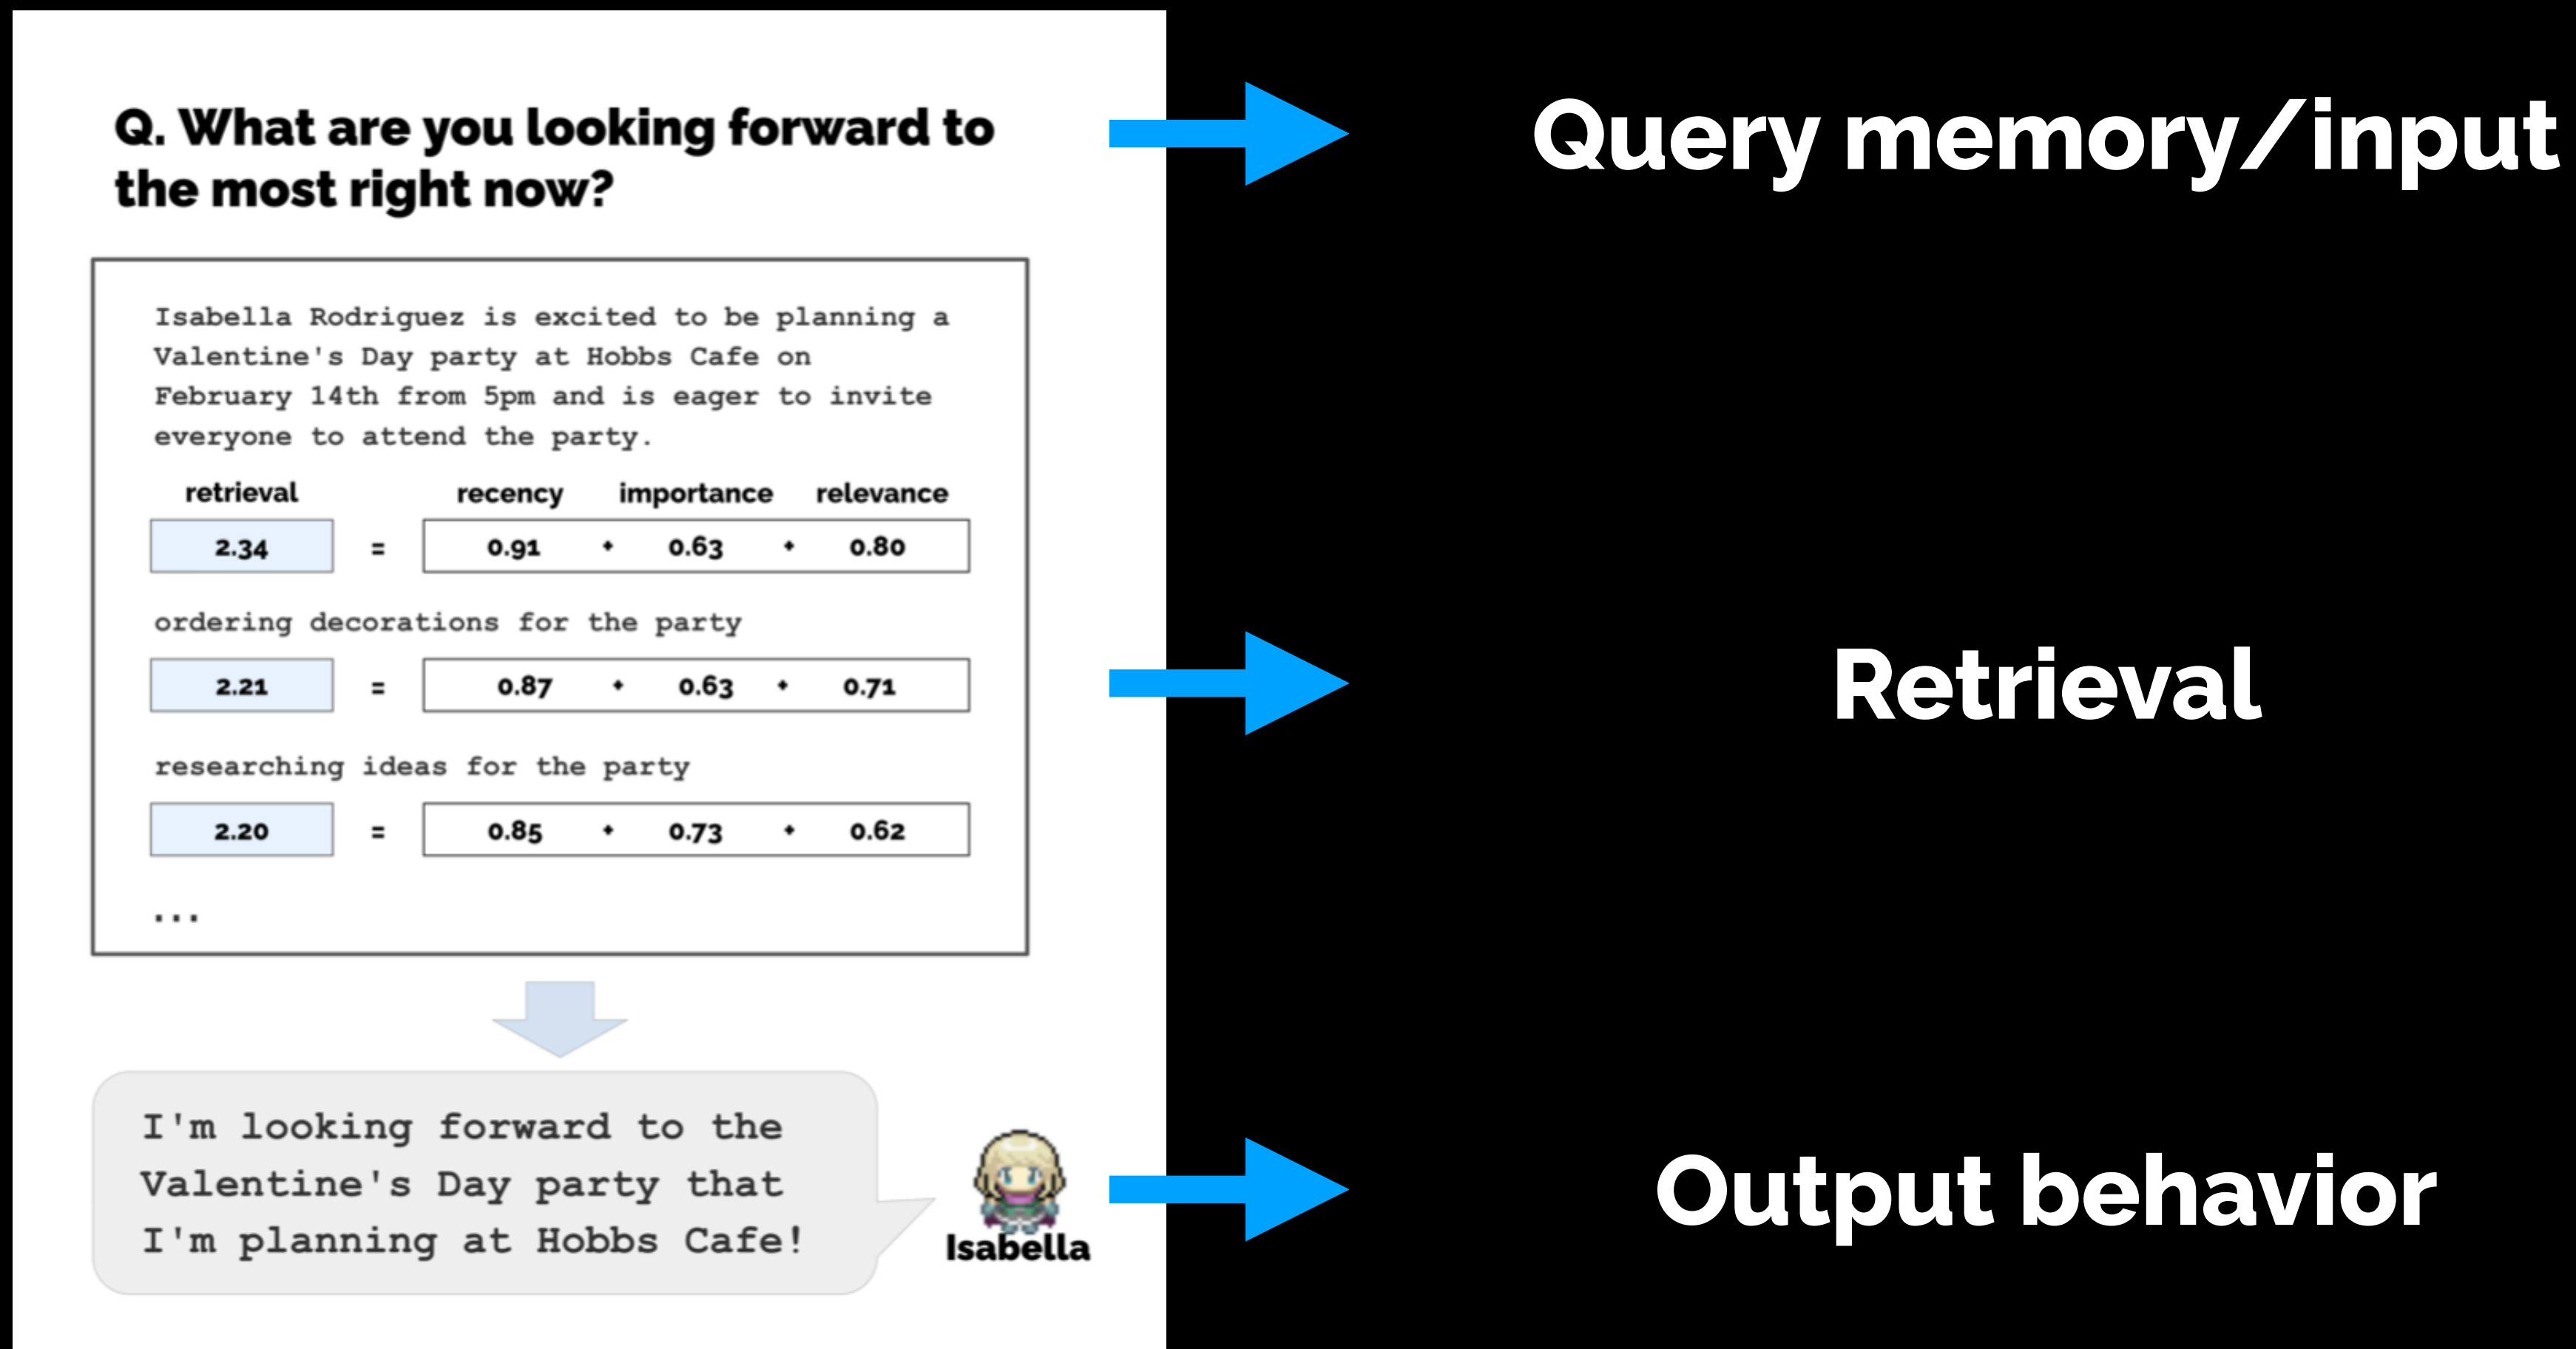 Q. What are you looking forward to
the most right now?
Query memory/input
Isabella Rodriguez is excited to be planning a
Valentine's Day party at Hobbs Cafe on
February 14th from 5pm and is eager to invite
everyone to attend the party.
retrieval recency importance relevance
2.34 = 0.91 + 0.63 + 0.80
ordering decorations for the party
2.21 = 0.87 + 0.63 + 0.71
Retrieval
researching ideas for the party
2.20 = 0.85 + 0.73 + 0.62
...
I'm looking forward to the
Valentine's Day party that
I'm planning at Hobbs Cafe!
Isabella
Output behavior